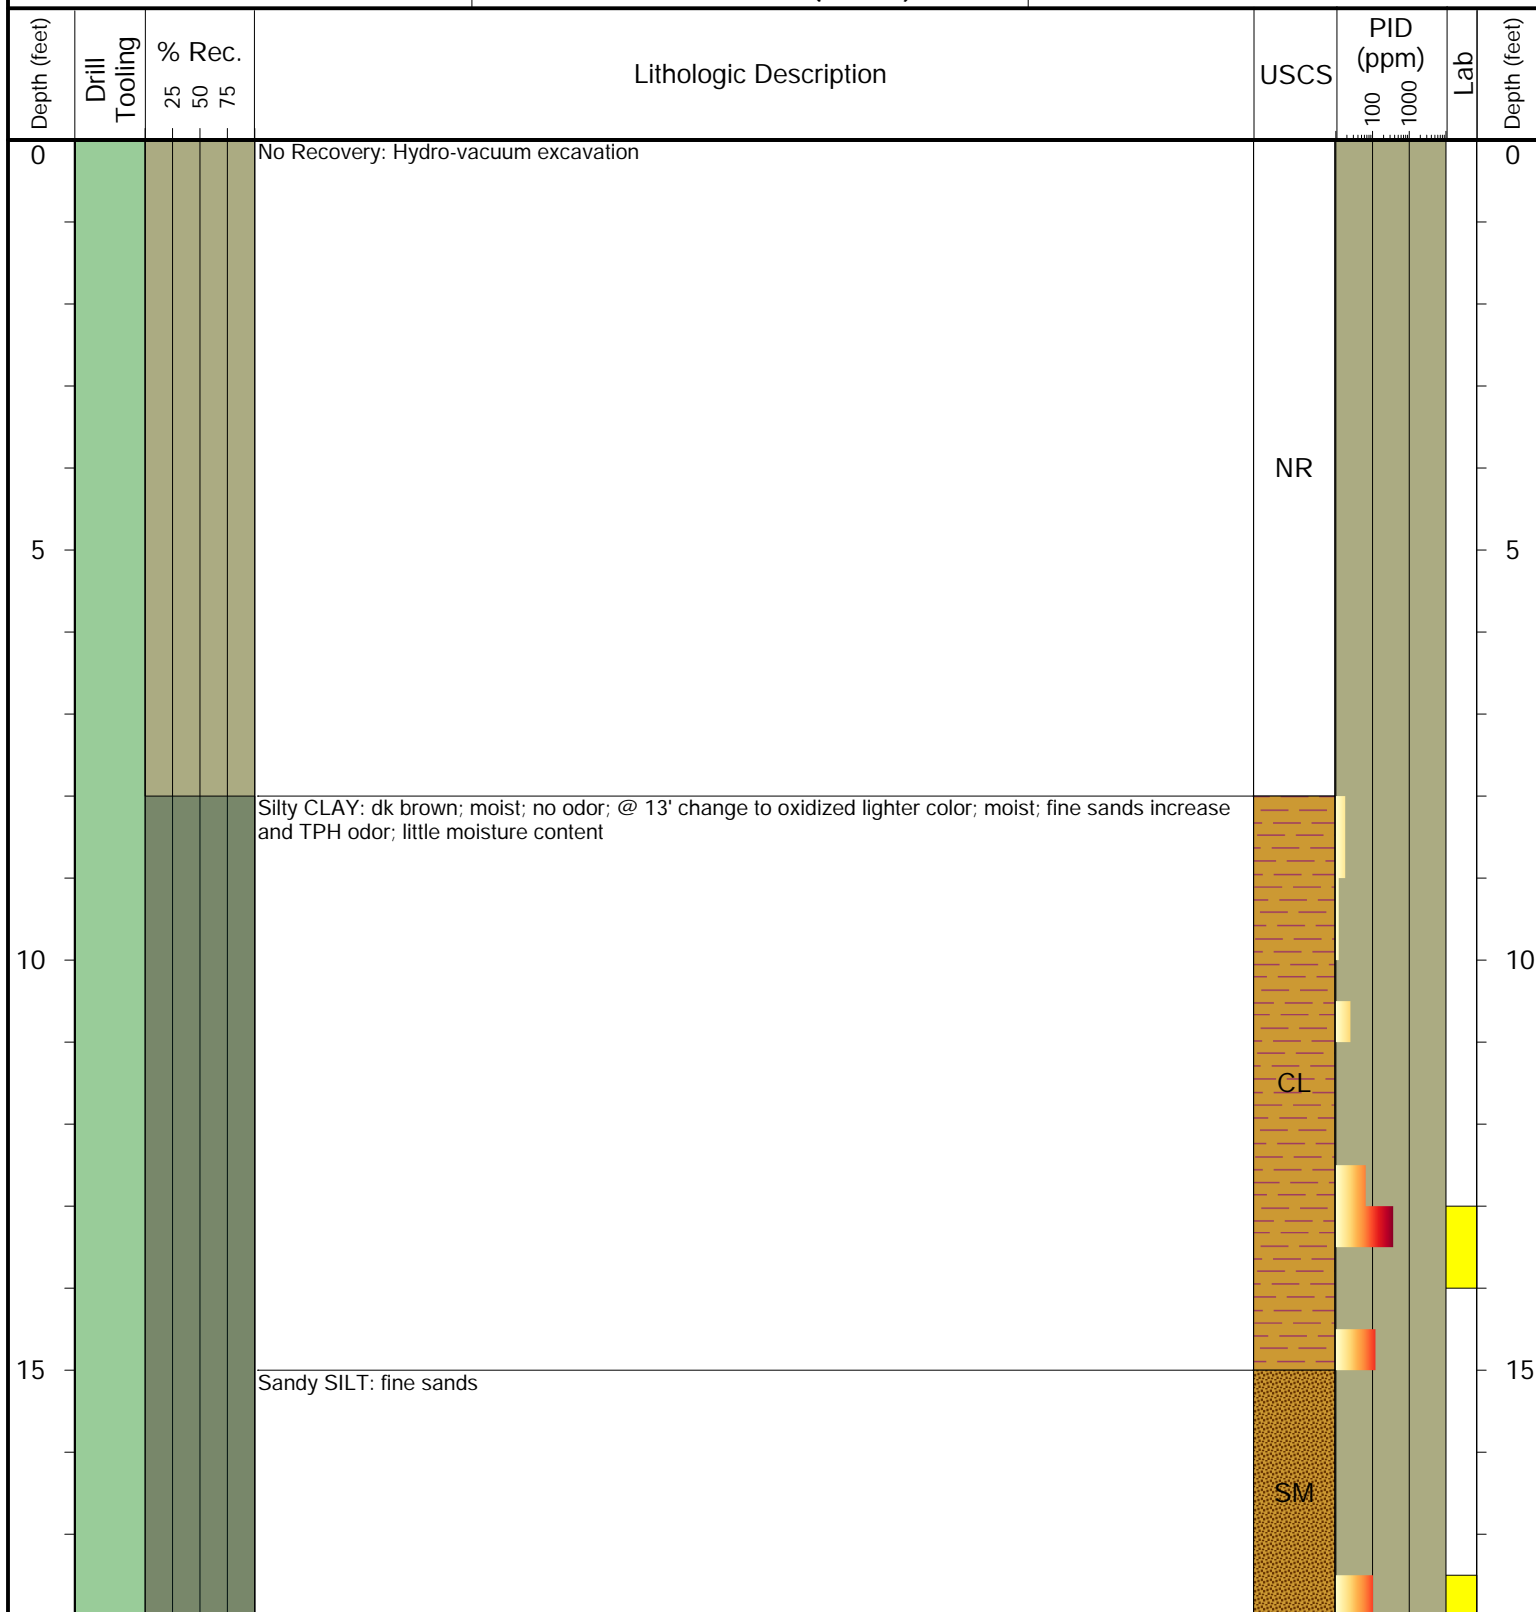 Depth (feet)
Drill
Tooling
% Rec.
25 50 75
Lithologic Description
USCS
PID
(ppm)
100 1000
Lab
Depth (feet)
0
No Recovery: Hydro-vacuum excavation
0
NR
5
5
Silty CLAY: dk brown; moist; no odor; @ 13' change to oxidized lighter color; moist; fine sands increase
and TPH odor; little moisture content
10
10
CL
15
15
Sandy SILT: fine sands
SM